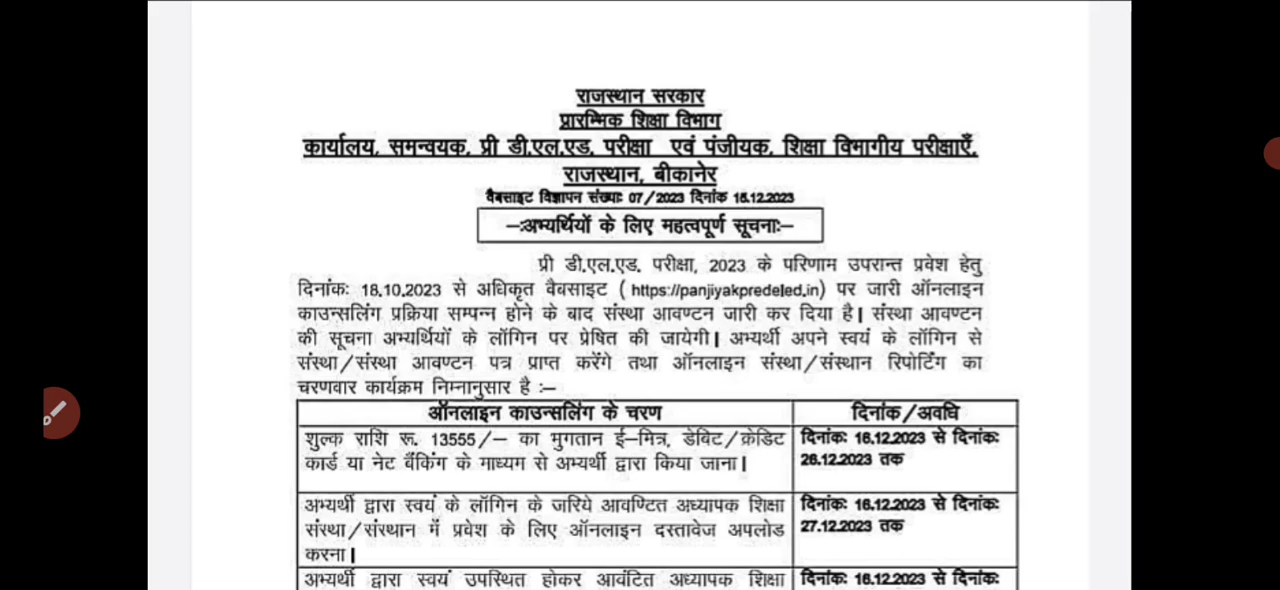 राजस्थान सरकार
प्रारम्भिक शिक्षा विभाग
कार्यालय, समन्वयक, प्री डी.एल.एड. परीक्षा एवं पंजीयक, शिक्षा विभागीय परीक्षाएँ,
राजस्थान, बीकानेर
वैबसाइट विज्ञापन संख्याः 07/2023 दिनांक 16.12.2023
—:अभ्यर्थियों के लिए महत्वपूर्ण सूचनाः—
प्री डी.एल.एड. परीक्षा, 2023 के परिणाम उपरान्त प्रवेश हेतु
दिनांकः 18.10.2023 से अधिकृत वैबसाइट ( https://panjiyakpredeled.in) पर जारी ऑनलाइन
काउन्सलिंग प्रक्रिया सम्पन्न होने के बाद संस्था आवण्टन जारी कर दिया है। संस्था आवण्टन
की सूचना अभ्यर्थियों के लॉगिन पर प्रेषित की जायेगी। अभ्यर्थी अपने स्वयं के लॉगिन से
संस्था/संस्था आवण्टन पत्र प्राप्त करेंगे तथा ऑनलाइन संस्था/संस्थान रिपोर्टिंग का
चरणवार कार्यक्रम निम्नानुसार है :—
ऑनलाइन काउन्सलिंग के चरण दिनांक/अवधि
शुल्क राशि रू. 13555/— का भुगतान ई—मित्र, डेबिट/क्रेडिट दिनांकः 16.12.2023 से दिनांकः
कार्ड या नेट बैंकिंग के माध्यम से अभ्यर्थी द्वारा किया जाना। 26.12.2023 तक
अभ्यर्थी द्वारा स्वयं के लॉगिन के जरिये आवण्टित अध्यापक शिक्षा दिनांकः 16.12.2023 से दिनांकः
संस्था/संस्थान में प्रवेश के लिए ऑनलाइन दस्तावेज अपलोड 27.12.2023 तक
करना।
अभ्यर्थी द्वारा स्वयं उपस्थित होकर आवंटित अध्यापक शिक्षा दिनांकः 16.12.2023 से दिनांकः